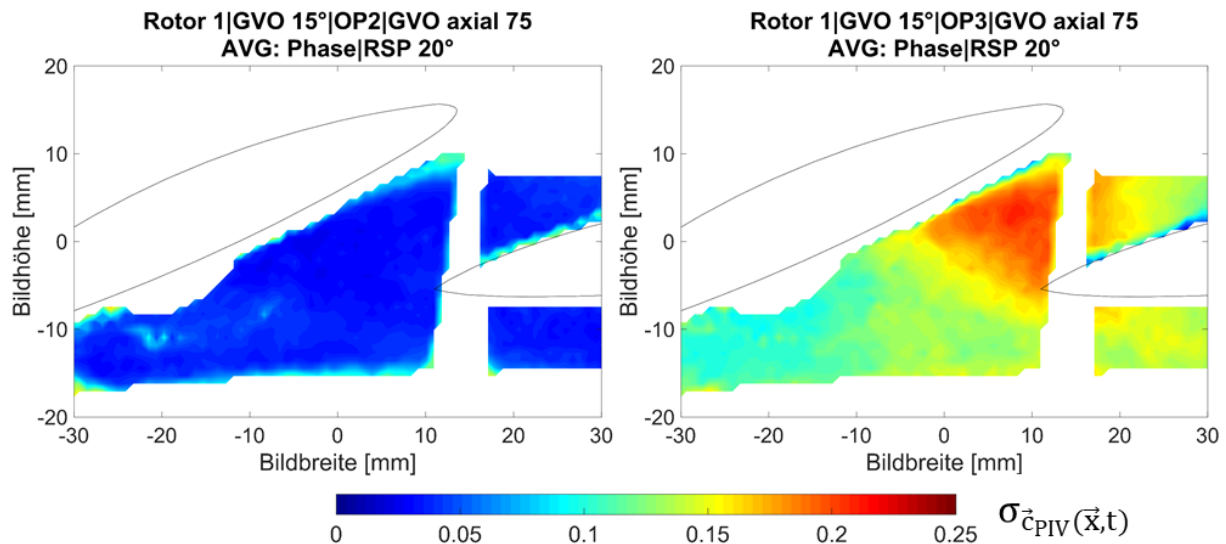 Rotor 1|GVO 15°|OP2|GVO axial 75
AVG: Phase|RSP 20°
20
10
0
-10
-20
Bildhöhe [mm]
-30 -20 -10 0 10 20 30
Bildbreite [mm]
Rotor 1|GVO 15°|OP3|GVO axial 75
AVG: Phase|RSP 20°
20
10
0
-10
-20
Bildhöhe [mm]
-30 -20 -10 0 10 20 30
Bildbreite [mm]
0 0.05 0.1 0.15 0.2 0.25
σ_{c⃗_{PIV}(x⃗,t)}